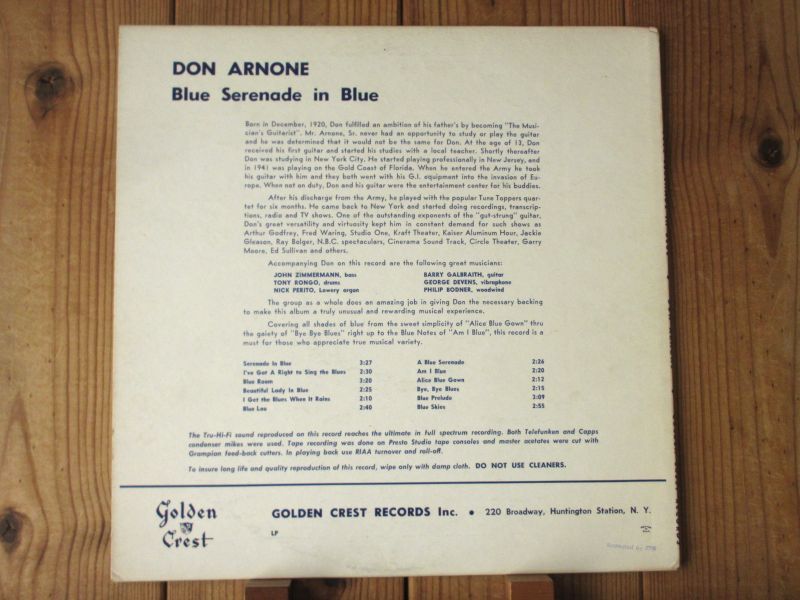 DON ARNONE
Blue Serenade in Blue
Born in December, 1920, Don fulfilled an ambition of his father's by becoming "The Musi-
cian's Guitarist". Mr. Arnone, Sr. never had an opportunity to study or play the guitar
and he was determined that it would not be the same for Don. At the age of 13, Don
received his first guitar and started his studies with a local teacher. Shortly thereafter
Don was studying in New York City. He started playing professionally in New Jersey, and
in 1941 was playing on the Gold Coast of Florida. When he entered the Army he took
his guitar with him and they both went with his G.I. equipment into the invasion of Eu-
rope. When not on duty, Don and his guitar were the entertainment center for his buddies.
After his discharge from the Army, he played with the popular Tune Toppers quar-
tet for six months. He came back to New York and started doing recordings, transcrip-
tions, radio and TV shows. One of the outstanding exponents of the "gut-strung" guitar,
Don's great versatility and virtuosity kept him in constant demand for such shows as
Arthur Godfrey, Fred Waring, Studio One, Kraft Theater, Kaiser Aluminum Hour, Jackie
Gleason, Ray Bolger, N.B.C. spectaculars, Cinerama Sound Track, Circle Theater, Garry
Moore, Ed Sullivan and others.
Accompanying Don on this record are the following great musicians:
JOHN ZIMMERMANN, bass
TONY RONGO, drums
NICK PERITO, Lowery organ
BARRY GALBRAITH, guitar
GEORGE DEVENS, vibraphone
PHILIP BODNER, woodwind
The group as a whole does an amazing job in giving Don the necessary backing
to make this album a truly unusual and rewarding musical experience.
Covering all shades of blue from the sweet simplicity of "Alice Blue Gown" thru
the gaiety of "Bye Bye Blues" right up to the Blue Notes of "Am I Blue", this record is a
must for those who appreciate true musical variety.
Serenade In Blue 3:27
I've Got A Right to Sing the Blues 2:30
Blue Room 3:20
Beautiful Lady In Blue 2:25
I Get the Blues When It Rains 2:10
Blue Lou 2:40
A Blue Serenade 2:26
Am I Blue 2:30
Alice Blue Gown 2:12
Bye, Bye Blues 2:15
Blue Prelude 3:09
Blue Skies 2:55
The Tru-Hi-Fi sound reproduced on this record reaches the ultimate in full spectrum recording. Both Telefunken and Capps
condenser mikes were used. Tape recording was done on Presto Studio tape consoles and master acetates were cut with
Grampian feed-back cutters. In playing back use RIAA turnover and roll-off.
To insure long life and quality reproduction of this record, wipe only with damp cloth. DO NOT USE CLEANERS.
Golden
Crest
GOLDEN CREST RECORDS Inc. • 220 Broadway, Huntington Station, N. Y.
LP